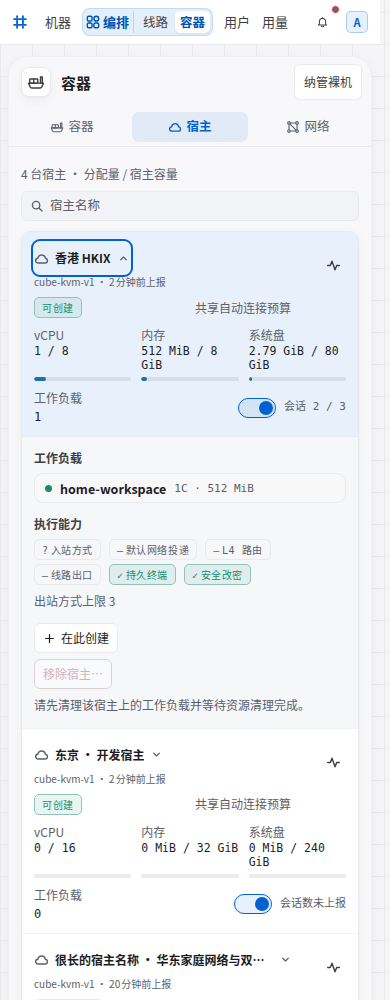 机器 编排 线路 容器 用户 用量 A
容器 纳管裸机
容器 宿主 网络
4 台宿主 · 分配量 / 宿主容量
宿主名称
香港 HKIX
cube-kvm-v1 · 2分钟前上报
可创建 共享自动连接预算
vCPU 内存 系统盘
1 / 8 512 MiB / 8 GiB 2.79 GiB / 80 GiB
工作负载
1 会话 2 / 3
工作负载
home-workspace 1C · 512 MiB
执行能力
? 入站方式 — 默认网络投递 — L4 路由
— 线路出口 ✓ 持久终端 ✓ 安全改密
出站方式上限 3
+ 在此创建
移除宿主…
请先清理该宿主上的工作负载并等待资源清理完成。
东京 · 开发宿主
cube-kvm-v1 · 2分钟前上报
可创建 共享自动连接预算
vCPU 内存 系统盘
0 / 16 0 MiB / 32 GiB 0 MiB / 240 GiB
工作负载
0 会话数未上报
很长的宿主名称 · 华东家庭网络与双…
cube-kvm-v1 · 20分钟前上报